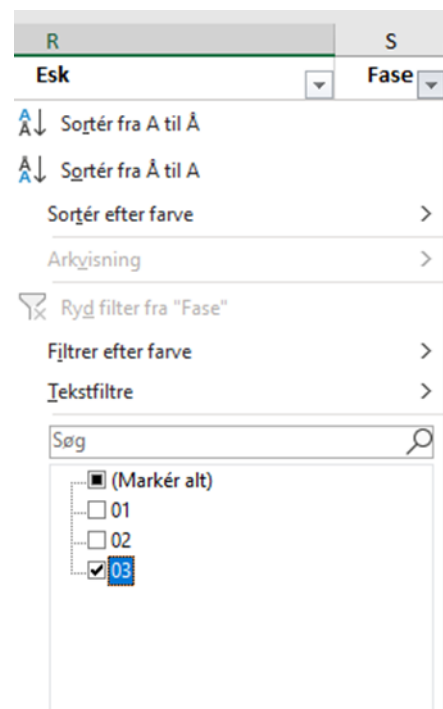 R S
Esk Fase
Sortér fra A til Å
Sortér fra Å til A
Sortér efter farve
Arkvisning
Ryd filter fra "Fase"
Filtrer efter farve
Tekstfiltre
Søg
(Markér alt)
01
02
03